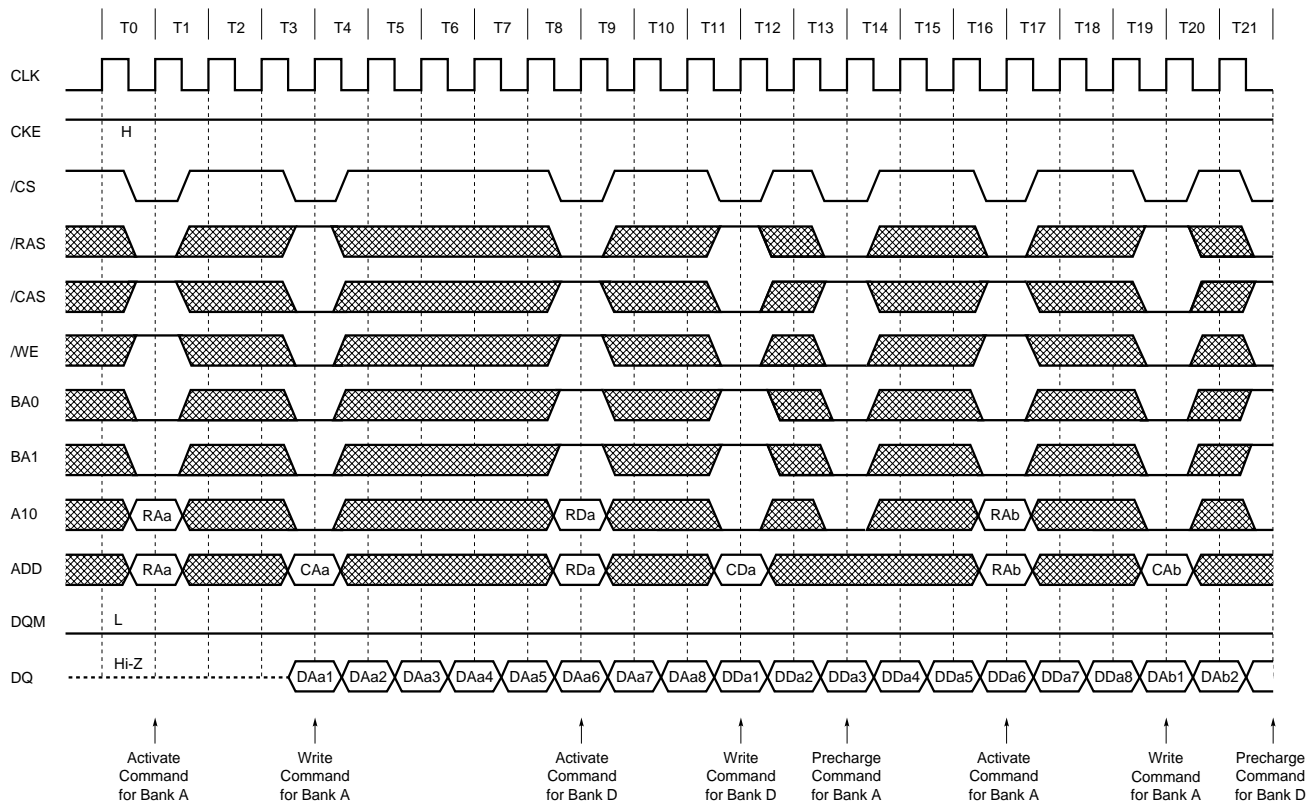 T0 T1 T2 T3 T4 T5 T6 T7 T8 T9 T10 T11 T12 T13 T14 T15 T16 T17 T18 T19 T20 T21
CLK
CKE H
/CS
/RAS
/CAS
/WE
BA0
BA1
A10 RAa RDa RAb
ADD RAa CAa RDa CDa RAb CAb
DQM L
Hi-Z
DQ DAa1 DAa2 DAa3 DAa4 DAa5 DAa6 DAa7 DAa8 DDa1 DDa2 DDa3 DDa4 DDa5 DDa6 DDa7 DDa8 DAb1 DAb2
Activate Write Activate Write Precharge Activate Write Precharge
Command Command Command Command Command Command Command Command
for Bank A for Bank A for Bank D for Bank D for Bank A for Bank A for Bank A for Bank D